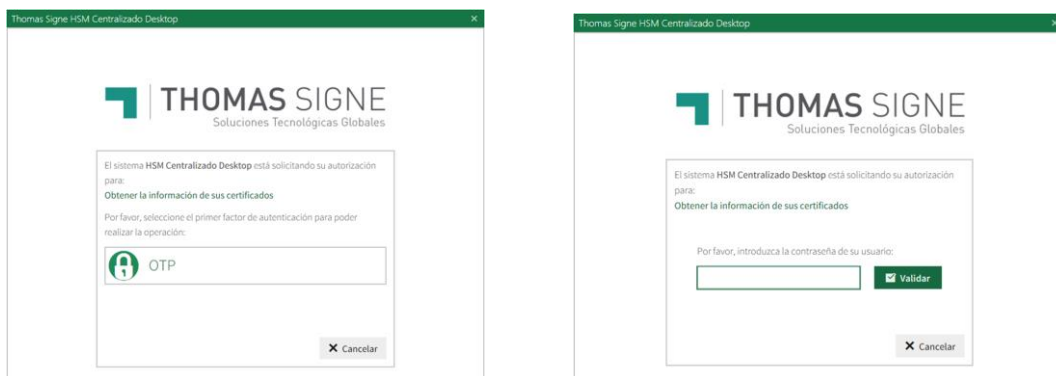 Thomas Signe HSM Centralizado Desktop
THOMAS SIGNE
Soluciones Tecnológicas Globales
El sistema HSM Centralizado Desktop está solicitando su autorización
para:
Obtener la información de sus certificados
Por favor, seleccione el primer factor de autenticación para poder
realizar la operación:
OTP
Cancelar
Thomas Signe HSM Centralizado Desktop
THOMAS SIGNE
Soluciones Tecnológicas Globales
El sistema HSM Centralizado Desktop está solicitando su autorización
para:
Obtener la información de sus certificados
Por favor, introduzca la contraseña de su usuario:
Validar
Cancelar